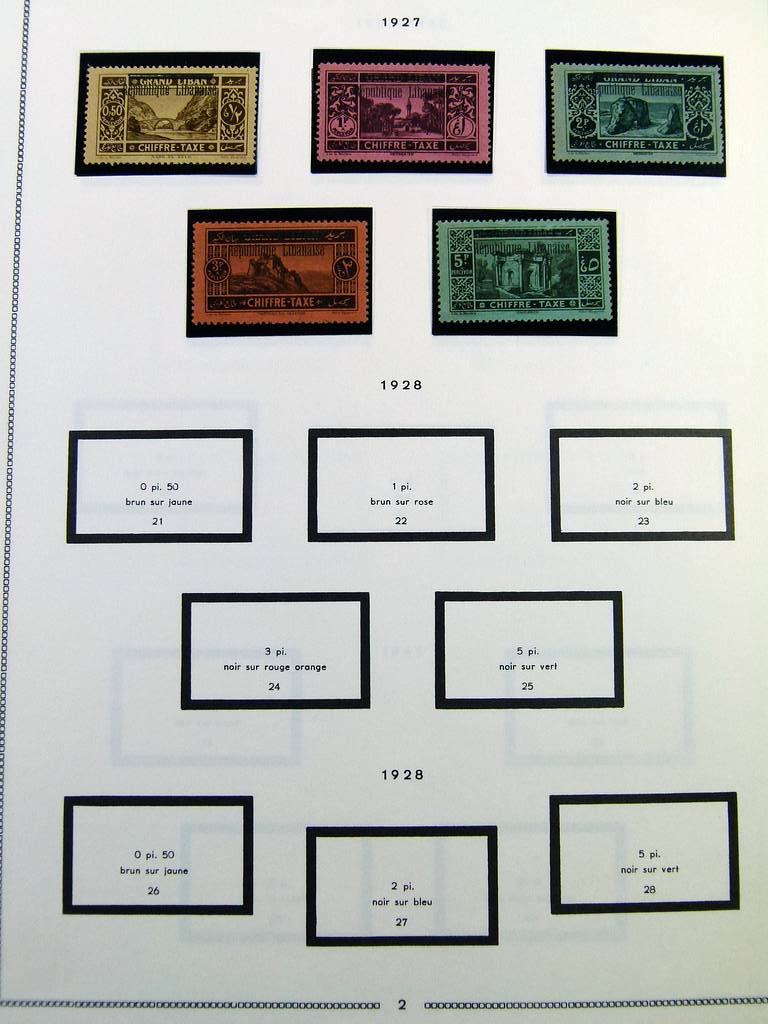 1927
GRAND LIBAN
République Libanaise
0,50
CHIFFRE-TAXE
République Libanaise
1P
CHIFFRE-TAXE
GRAND LIBAN
République Libanaise
2P
CHIFFRE-TAXE
GRAND LIBAN
République Libanaise
3P
CHIFFRE-TAXE
République Libanaise
5P
٥
CHIFFRE-TAXE
1928
0 pi. 50
brun sur jaune
21
1 pi.
brun sur rose
22
2 pi.
noir sur bleu
23
3 pi.
noir sur rouge orange
24
5 pi.
noir sur vert
25
1928
0 pi. 50
brun sur jaune
26
2 pi.
noir sur bleu
27
5 pi.
noir sur vert
28
2